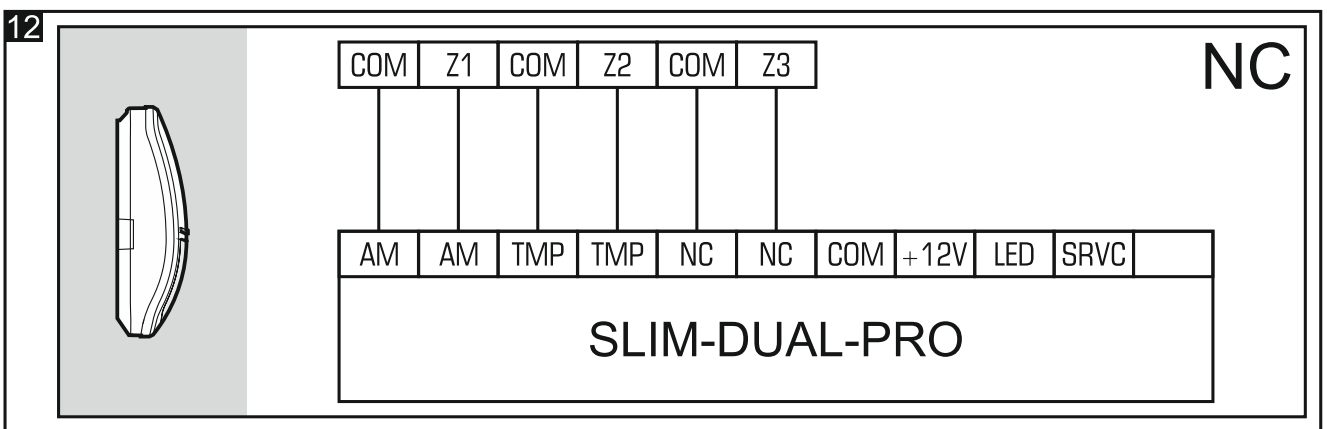 12
NC
COM Z1 COM Z2 COM Z3
AM AM TMP TMP NC NC COM +12V LED SRVC
SLIM-DUAL-PRO